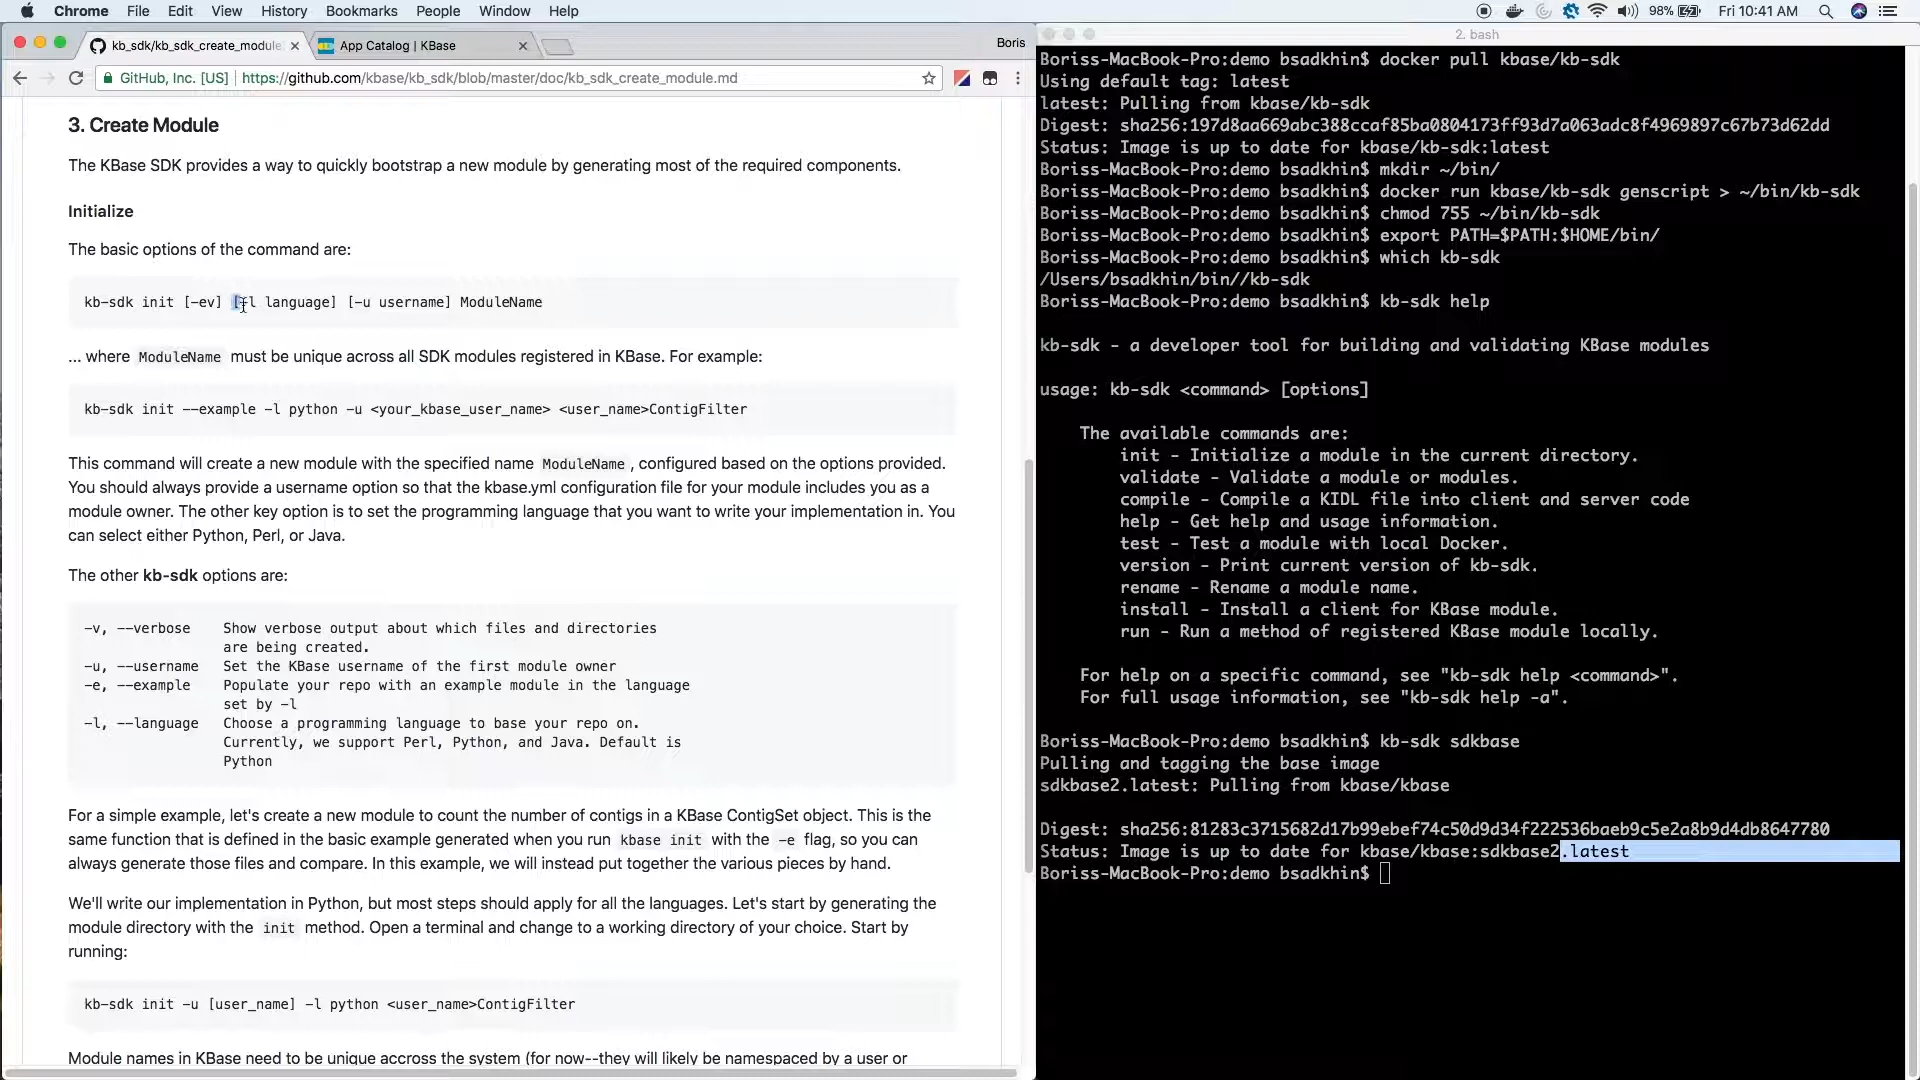 Chrome File Edit View History Bookmarks People Window Help 98% Fri 10:41 AM
kb_sdk/kb_sdk_create_module App Catalog | KBase Boris
GitHub, Inc. [US] https://github.com/kbase/kb_sdk/blob/master/doc/kb_sdk_create_module.md
3. Create Module
The KBase SDK provides a way to quickly bootstrap a new module by generating most of the required components.
Initialize
The basic options of the command are:
kb-sdk init [-ev] [-l language] [-u username] ModuleName
... where ModuleName must be unique across all SDK modules registered in KBase. For example:
kb-sdk init --example -l python -u <your_kbase_user_name> <user_name>ContigFilter
This command will create a new module with the specified name ModuleName , configured based on the options provided.
You should always provide a username option so that the kbase.yml configuration file for your module includes you as a
module owner. The other key option is to set the programming language that you want to write your implementation in. You
can select either Python, Perl, or Java.
The other kb-sdk options are:
-v, --verbose Show verbose output about which files and directories
are being created.
-u, --username Set the KBase username of the first module owner
-e, --example Populate your repo with an example module in the language
set by -l
-l, --language Choose a programming language to base your repo on.
Currently, we support Perl, Python, and Java. Default is
Python
For a simple example, let's create a new module to count the number of contigs in a KBase ContigSet object. This is the
same function that is defined in the basic example generated when you run kbase init with the -e flag, so you can
always generate those files and compare. In this example, we will instead put together the various pieces by hand.
We'll write our implementation in Python, but most steps should apply for all the languages. Let's start by generating the
module directory with the init method. Open a terminal and change to a working directory of your choice. Start by
running:
kb-sdk init -u [user_name] -l python <user_name>ContigFilter
Module names in KBase need to be unique accross the system (for now--they will likely be namespaced by a user or
2. bash
Boriss-MacBook-Pro:demo bsadkhin$ docker pull kbase/kb-sdk
Using default tag: latest
latest: Pulling from kbase/kb-sdk
Digest: sha256:197d8aa669abc388ccaf85ba0804173ff93d7a063adc8f4969897c67b73d62dd
Status: Image is up to date for kbase/kb-sdk:latest
Boriss-MacBook-Pro:demo bsadkhin$ mkdir ~/bin/
Boriss-MacBook-Pro:demo bsadkhin$ docker run kbase/kb-sdk genscript > ~/bin/kb-sdk
Boriss-MacBook-Pro:demo bsadkhin$ chmod 755 ~/bin/kb-sdk
Boriss-MacBook-Pro:demo bsadkhin$ export PATH=$PATH:$HOME/bin/
Boriss-MacBook-Pro:demo bsadkhin$ which kb-sdk
/Users/bsadkhin/bin//kb-sdk
Boriss-MacBook-Pro:demo bsadkhin$ kb-sdk help
kb-sdk - a developer tool for building and validating KBase modules
usage: kb-sdk <command> [options]
The available commands are:
init - Initialize a module in the current directory.
validate - Validate a module or modules.
compile - Compile a KIDL file into client and server code
help - Get help and usage information.
test - Test a module with local Docker.
version - Print current version of kb-sdk.
rename - Rename a module name.
install - Install a client for KBase module.
run - Run a method of registered KBase module locally.
For help on a specific command, see "kb-sdk help <command>".
For full usage information, see "kb-sdk help -a".
Boriss-MacBook-Pro:demo bsadkhin$ kb-sdk sdkbase
Pulling and tagging the base image
sdkbase2.latest: Pulling from kbase/kbase
Digest: sha256:81283c3715682d17b99ebef74c50d9d34f222536baeb9c5e2a8b9d4db8647780
Status: Image is up to date for kbase/kbase:sdkbase2.latest
Boriss-MacBook-Pro:demo bsadkhin$